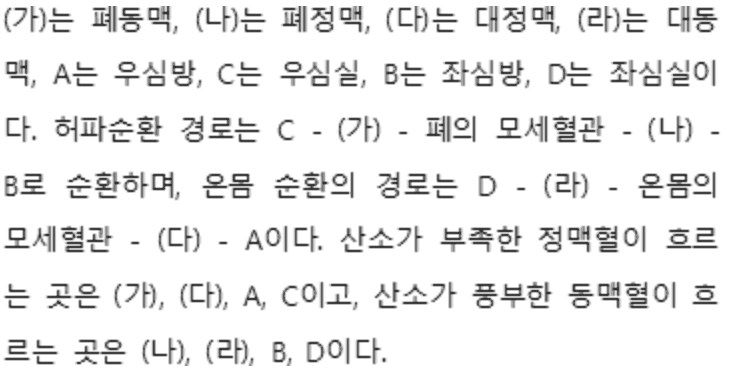 (가)는 폐동맥, (나)는 폐정맥, (다)는 대정맥, (라)는 대동
맥, A는 우심방, C는 우심실, B는 좌심방, D는 좌심실이
다. 허파순환 경로는 C - (가) - 폐의 모세혈관 - (나) -
B로 순환하며, 온몸 순환의 경로는 D - (라) - 온몸의
모세혈관 - (다) - A이다. 산소가 부족한 정맥혈이 흐르
는 곳은 (가), (다), A, C이고, 산소가 풍부한 동맥혈이 흐
르는 곳은 (나), (라), B, D이다.